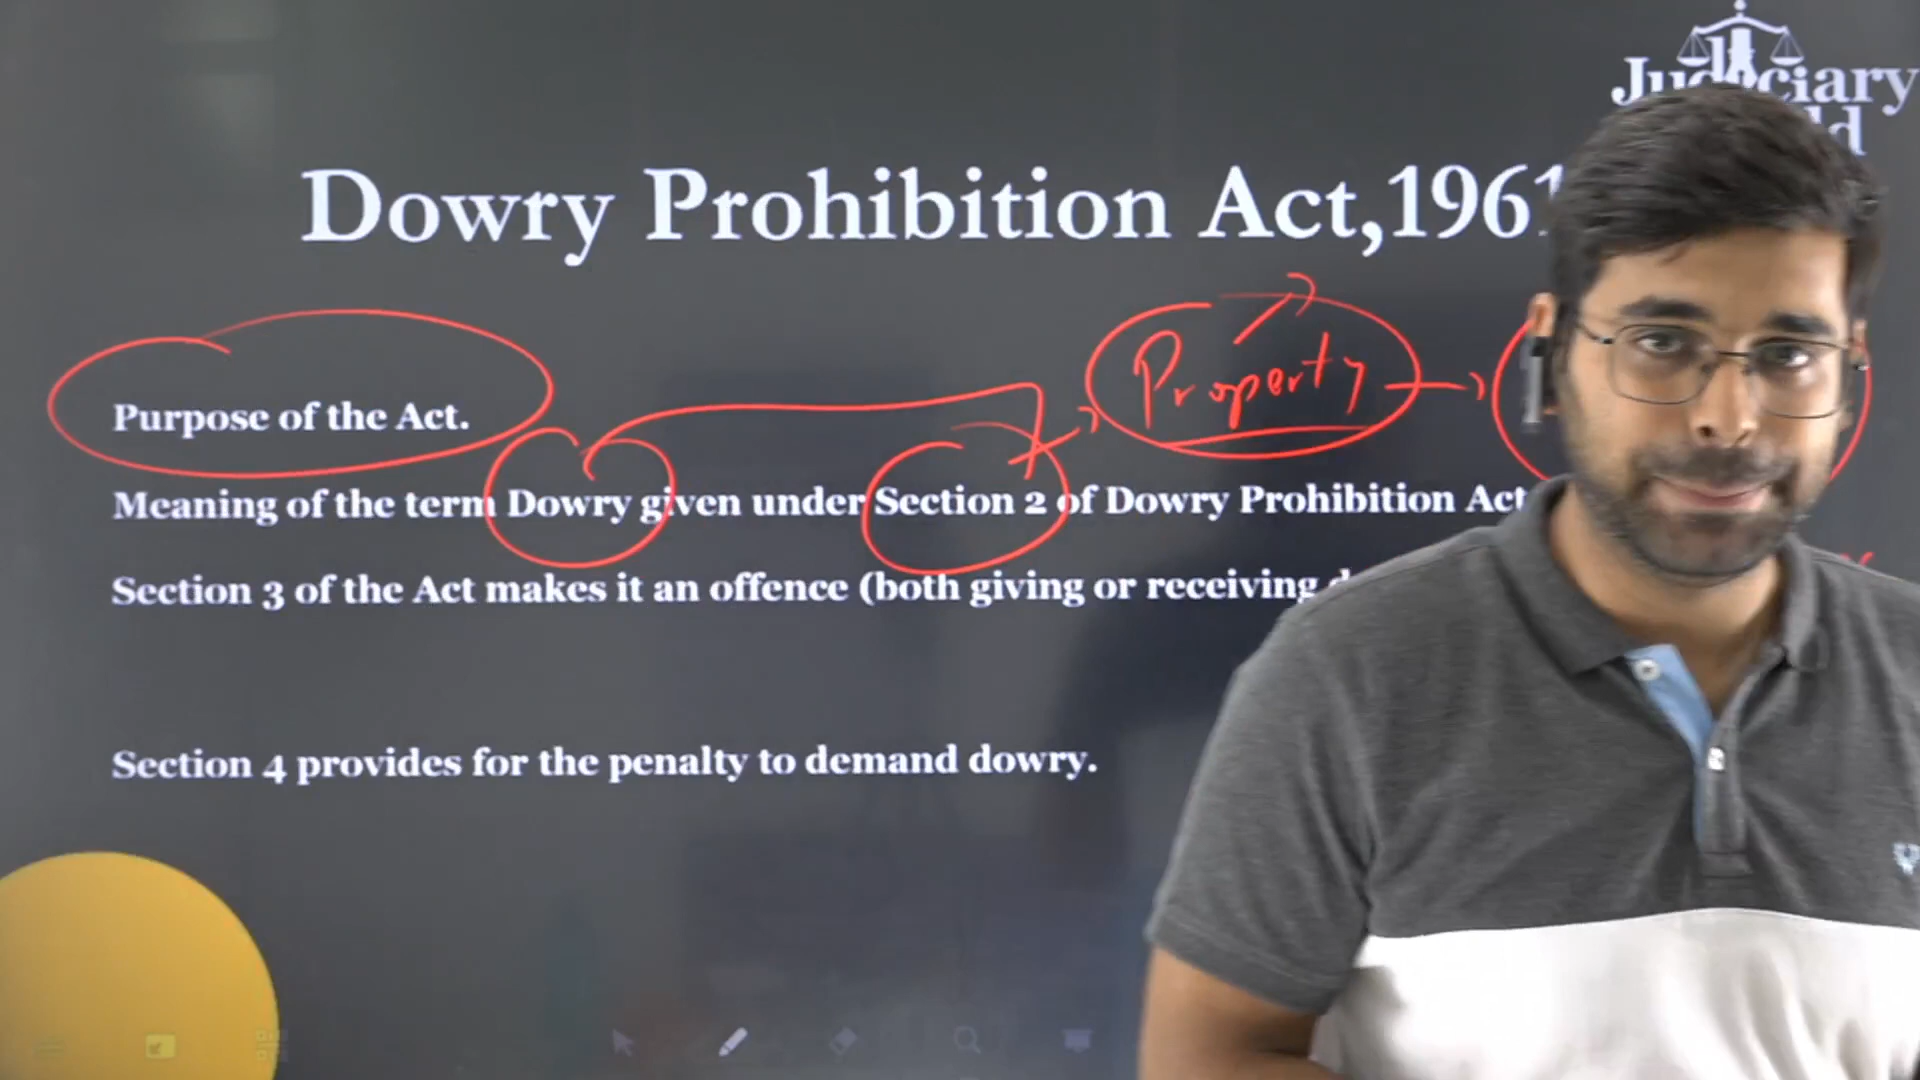 Judiciary
Dowry Prohibition Act,1961
Property
Purpose of the Act.
Meaning of the term Dowry given under Section 2 of Dowry Prohibition Act
Section 3 of the Act makes it an offence (both giving or receiving
Section 4 provides for the penalty to demand dowry.